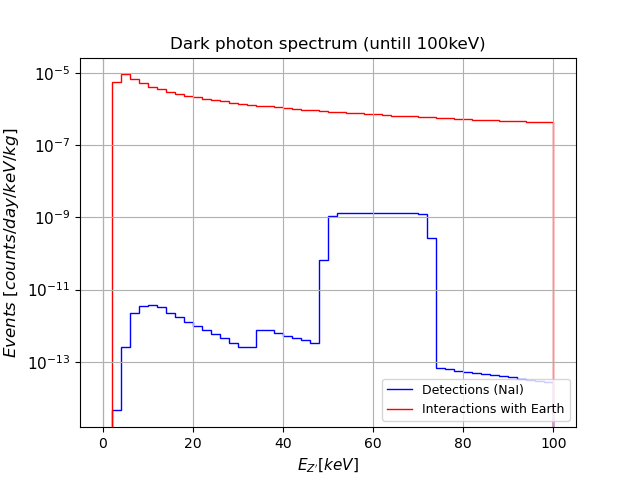 Dark photon spectrum (untill 100keV)
Events [counts/day/keV/kg]
10⁻⁵
10⁻⁷
10⁻⁹
10⁻¹¹
10⁻¹³
Detections (NaI)
Interactions with Earth
0 20 40 60 80 100
E_{Z'}[keV]